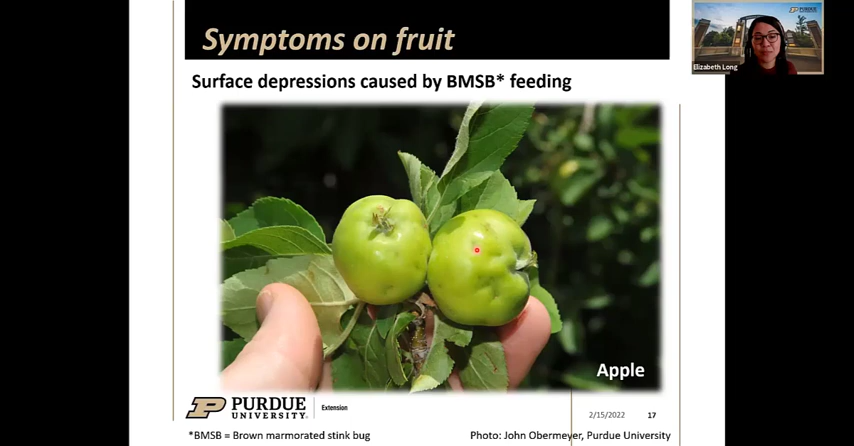 Symptoms on fruit
PURDUE
Elizabeth Long
Surface depressions caused by BMSB* feeding
Apple
PURDUE
UNIVERSITY
Extension
2/15/2022
17
*BMSB = Brown marmorated stink bug
Photo: John Obermeyer, Purdue University